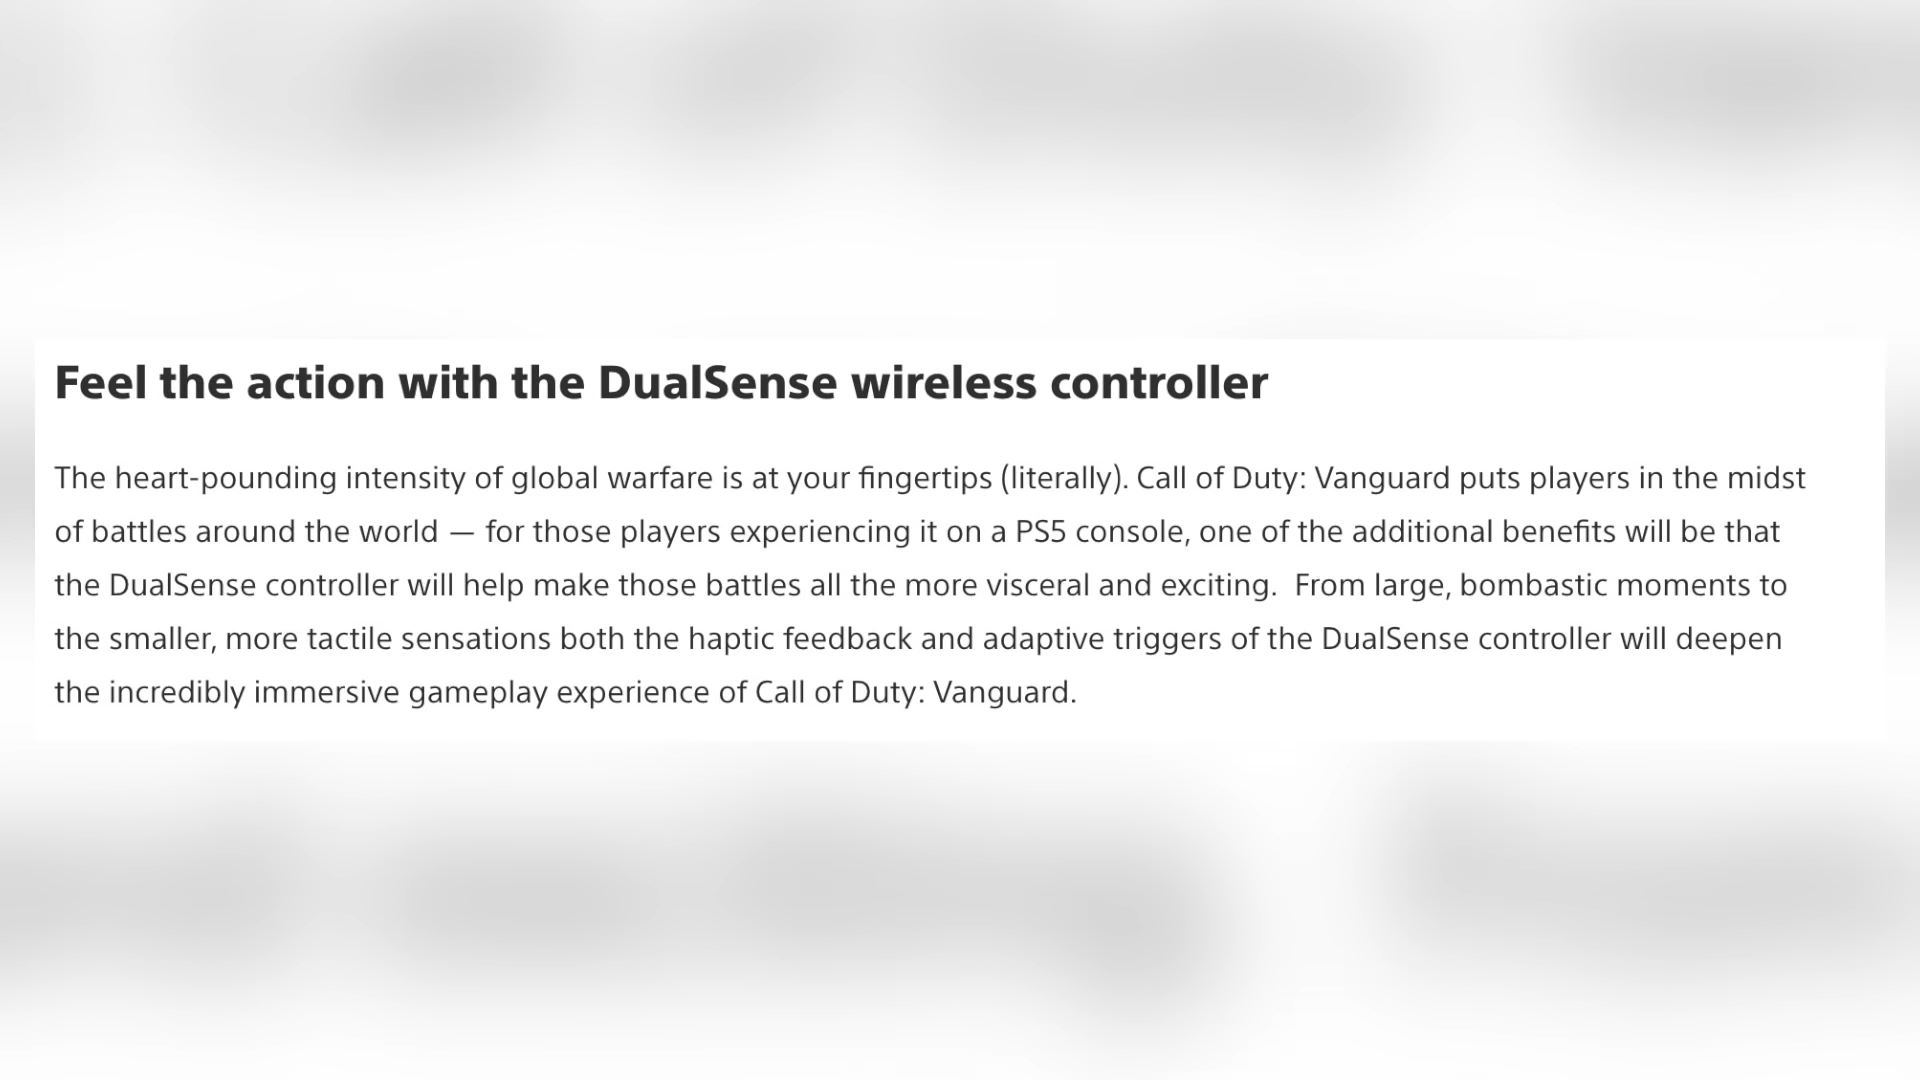 Feel the action with the DualSense wireless controller
The heart-pounding intensity of global warfare is at your fingertips (literally). Call of Duty: Vanguard puts players in the midst
of battles around the world — for those players experiencing it on a PS5 console, one of the additional benefits will be that
the DualSense controller will help make those battles all the more visceral and exciting.  From large, bombastic moments to
the smaller, more tactile sensations both the haptic feedback and adaptive triggers of the DualSense controller will deepen
the incredibly immersive gameplay experience of Call of Duty: Vanguard.